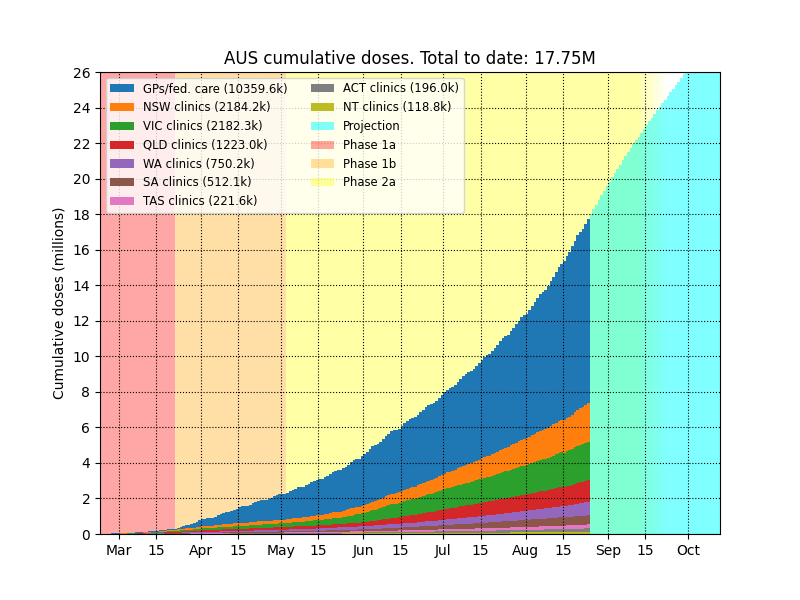 AUS cumulative doses. Total to date: 17.75M
Cumulative doses (millions)
26
24
22
20
18
16
14
12
10
8
6
4
2
0
GPs/fed. care (10359.6k)
NSW clinics (2184.2k)
VIC clinics (2182.3k)
QLD clinics (1223.0k)
WA clinics (750.2k)
SA clinics (512.1k)
TAS clinics (221.6k)
ACT clinics (196.0k)
NT clinics (118.8k)
Projection
Phase 1a
Phase 1b
Phase 2a
Mar 15 Apr 15 May 15 Jun 15 Jul 15 Aug 15 Sep 15 Oct